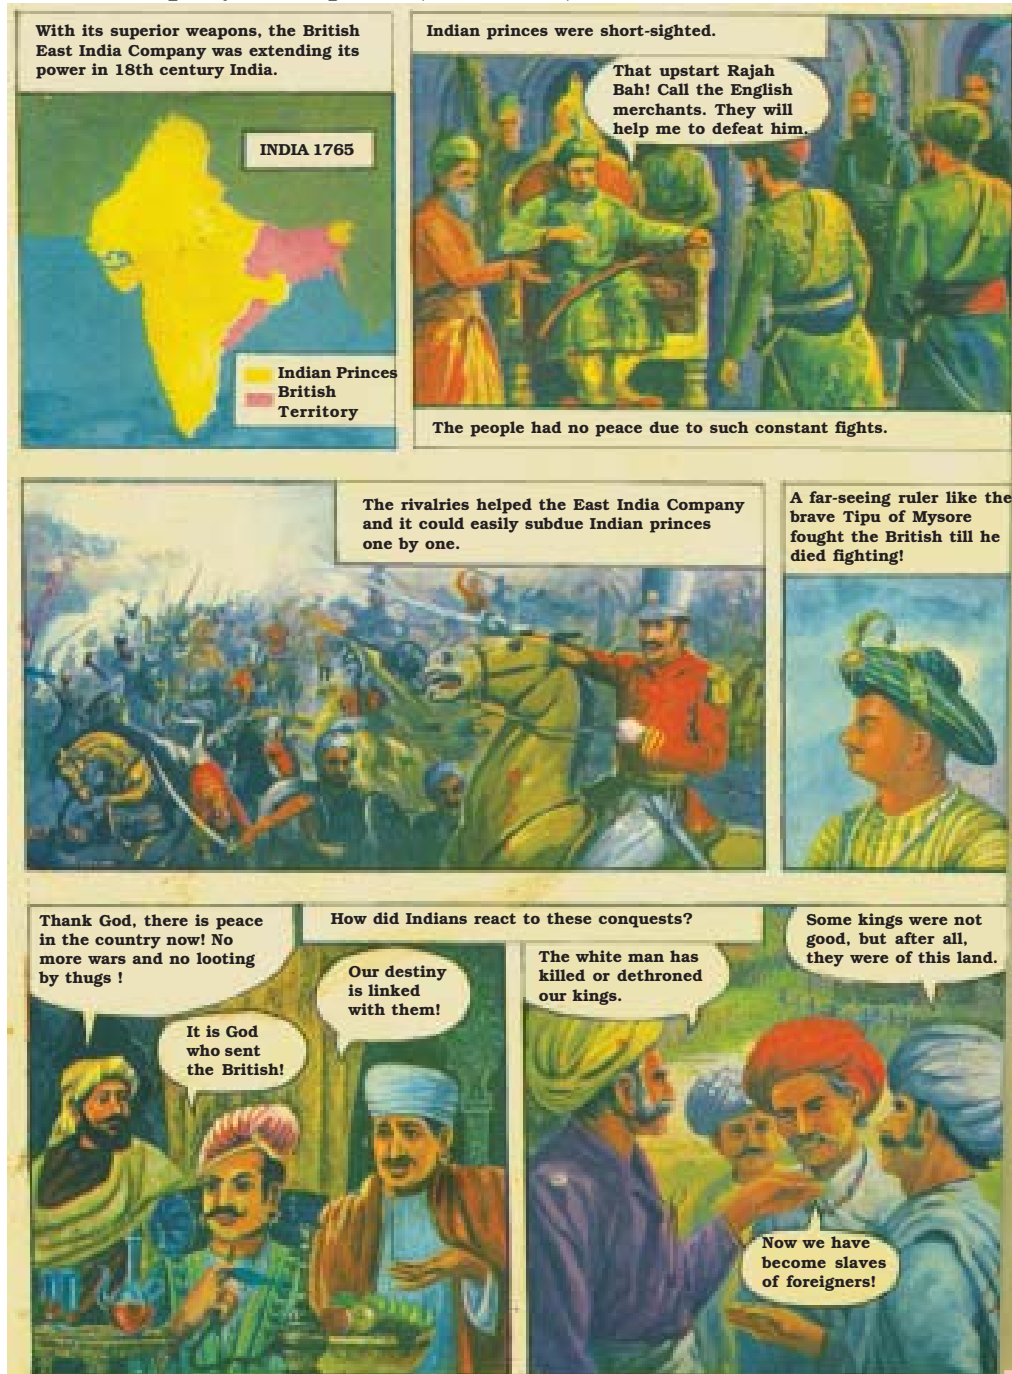 With its superior weapons, the British
East India Company was extending its
power in 18th century India.
INDIA 1765
Indian Princes
British
Territory
Indian princes were short-sighted.
That upstart Rajah
Bah! Call the English
merchants. They will
help me to defeat him.
The people had no peace due to such constant fights.
The rivalries helped the East India Company
and it could easily subdue Indian princes
one by one.
A far-seeing ruler like the
brave Tipu of Mysore
fought the British till he
died fighting!
How did Indians react to these conquests?
Thank God, there is peace
in the country now! No
more wars and no looting
by thugs !
It is God
who sent
the British!
Our destiny
is linked
with them!
The white man has
killed or dethroned
our kings.
Some kings were not
good, but after all,
they were of this land.
Now we have
become slaves
of foreigners!